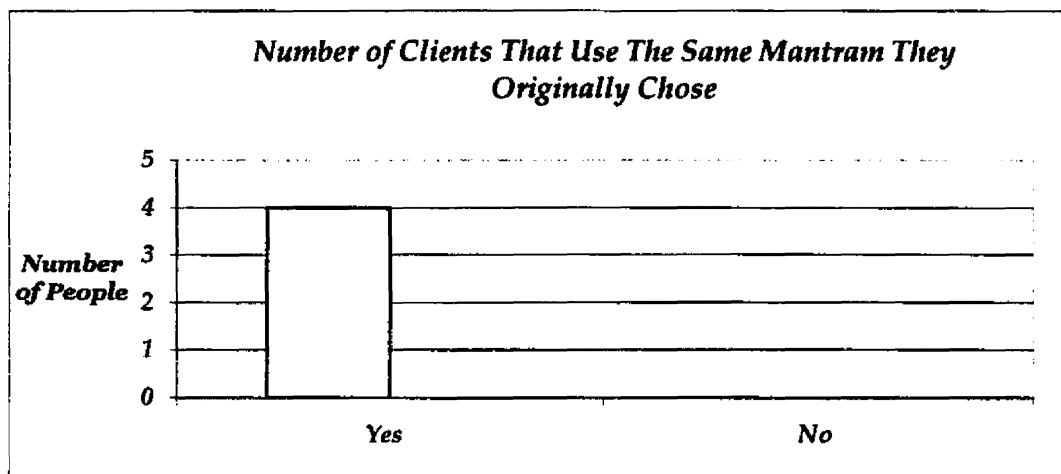 Number of Clients That Use The Same Mantram They
Originally Chose
5
4
3
2
1
0
Number
of People
Yes
No